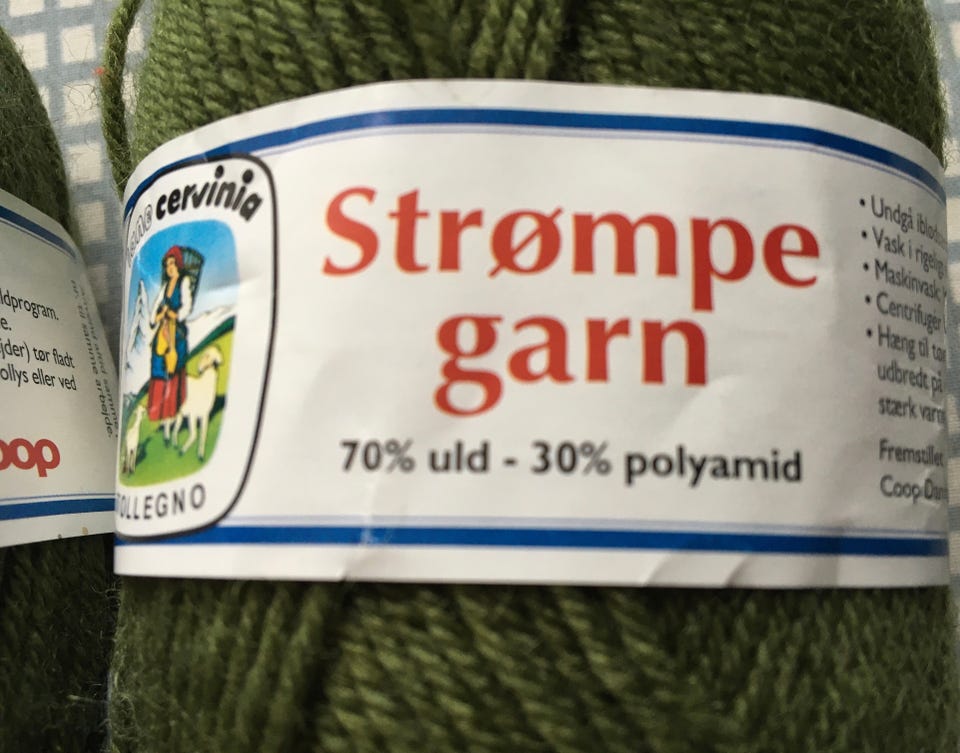 cervinia
OLLEGNO
Strømpe
garn
70% uld - 30% polyamid
• Undgå
• Vask i
• Maskinvask
• Centrifuger
• Hæng til
udbredt på
stærk
Fremstillet
Coop
ldprogram.
e.
jder) tør fladt
ollys eller ved
oop